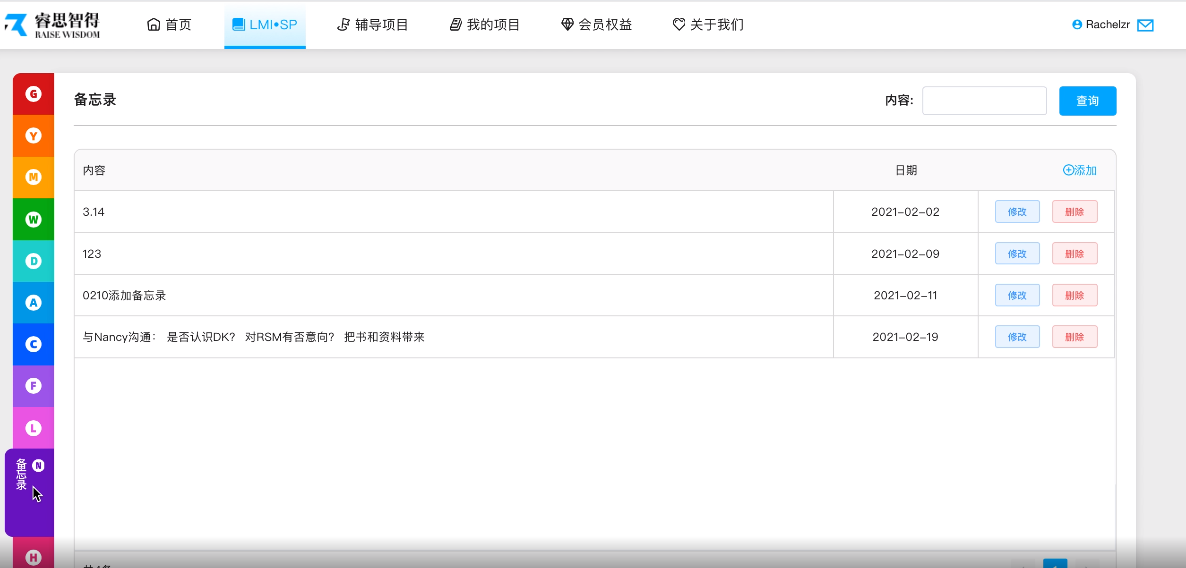 睿思智得
RAISE WISDOM
首页
LMI•SP
辅导项目
我的项目
会员权益
关于我们
Rachelzr
G
Y
M
W
D
A
C
F
L
N
备忘录
H
备忘录
内容:
查询
内容
日期
添加
3.14
2021-02-02
修改
删除
123
2021-02-09
修改
删除
0210添加备忘录
2021-02-11
修改
删除
与Nancy沟通： 是否认识DK？ 对RSM有否意向？ 把书和资料带来
2021-02-19
修改
删除